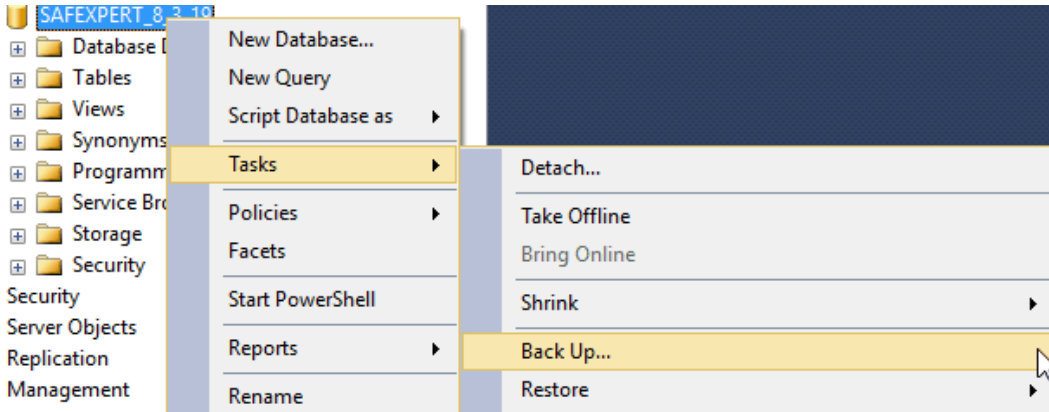 SAFEXPERT_8_3_19
Database D
Tables
Views
Synonyms
Programm
Service Bro
Storage
Security
Security
Server Objects
Replication
Management
New Database...
New Query
Script Database as
Tasks
Policies
Facets
Start PowerShell
Reports
Rename
Detach...
Take Offline
Bring Online
Shrink
Back Up...
Restore